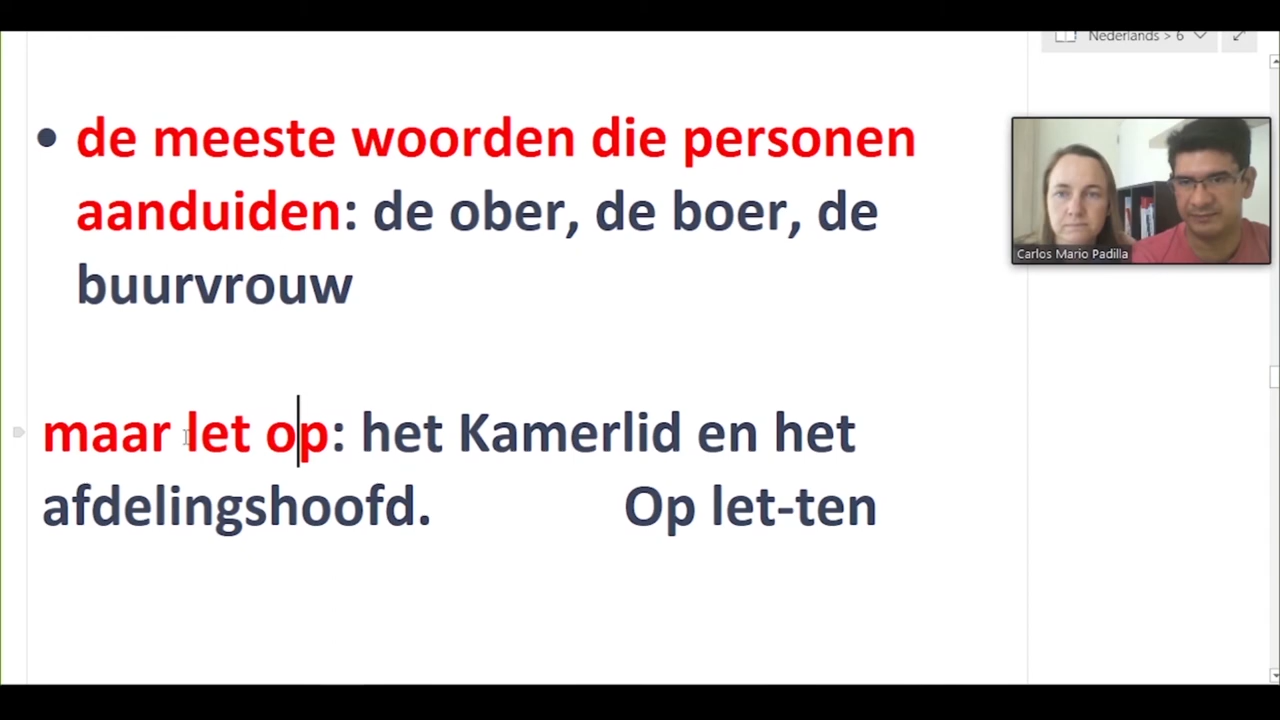 Nederlands > 6
• de meeste woorden die personen
aanduiden: de ober, de boer, de
buurvrouw
Carlos Mario Padilla
maar let op: het Kamerlid en het
afdelingshoofd. Op let-ten